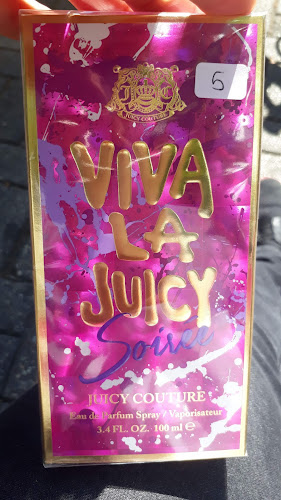 5
JUICY COUTURE
VIVA
LA
JUICY
Soirée
JUICY COUTURE
Eau de Parfum Spray / Vaporisateur
3.4 FL. OZ. 100 ml ℮